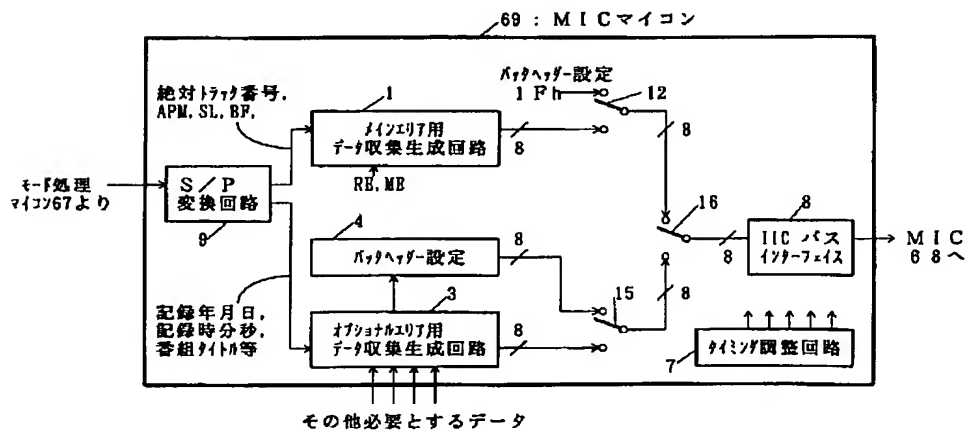 69：MICマイコン
絶対トラック番号，
APM, SL, BF,
パックヘッダー設定
1Fh
12
1
メインエリア用
データ収集生成回路
8
8
RE, ME
モード処理
マイコン67より
S／P
変換回路
9
4
パックヘッダー設定
8
16
8
8
IICバス
インターフェイス
MIC
68へ
記録年月日，
記録時分秒，
番組タイトル等
3
オプショナルエリア用
データ収集生成回路
8
15
8
7
タイミング調整回路
その他必要とするデータ